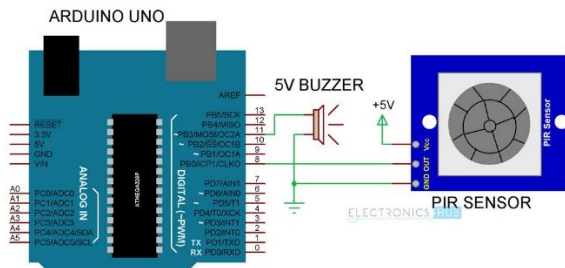 ARDUINO UNO
AREF
RESET
3.3V
5V
GND
VIN
A0 PC0/ADC0
A1 PC1/ADC1
A2 PC2/ADC2
A3 PC3/ADC3
A4 PC4/ADC4/SDA
A5 PC5/ADC5/SCL
ANALOG IN
ATMEGA328P
DIGITAL (~PWM)
PB5/SCK 13
PB4/MISO 12
~PB3/MOSI/OC2A 11
~PB2/SS/OC1B 10
~PB1/OC1A 9
PB0/ICP1/CLKO 8
PD7/AIN1 7
~PD6/AIN0 6
~PD5/T1 5
PD4/T0/XCK 4
~PD3/INT1 3
PD2/INT0 2
TX PD1/TXD 1
RX PD0/RXD 0
5V BUZZER
+5V
Vcc
OUT
GND
PIR Sensor
PIR SENSOR
ELECTRONICS HUB